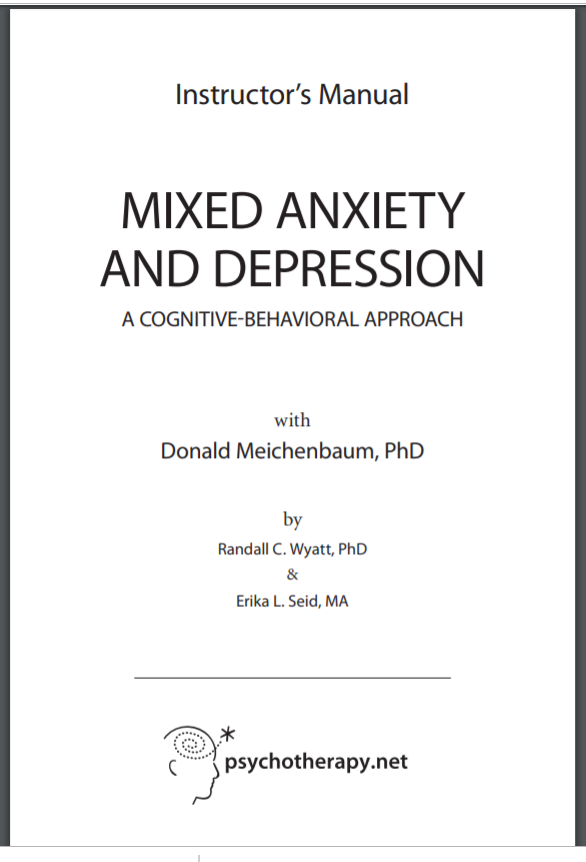 Instructor’s Manual
MIXED ANXIETY
AND DEPRESSION
A COGNITIVE-BEHAVIORAL APPROACH
with
Donald Meichenbaum, PhD
by
Randall C. Wyatt, PhD
&
Erika L. Seid, MA
psychotherapy.net